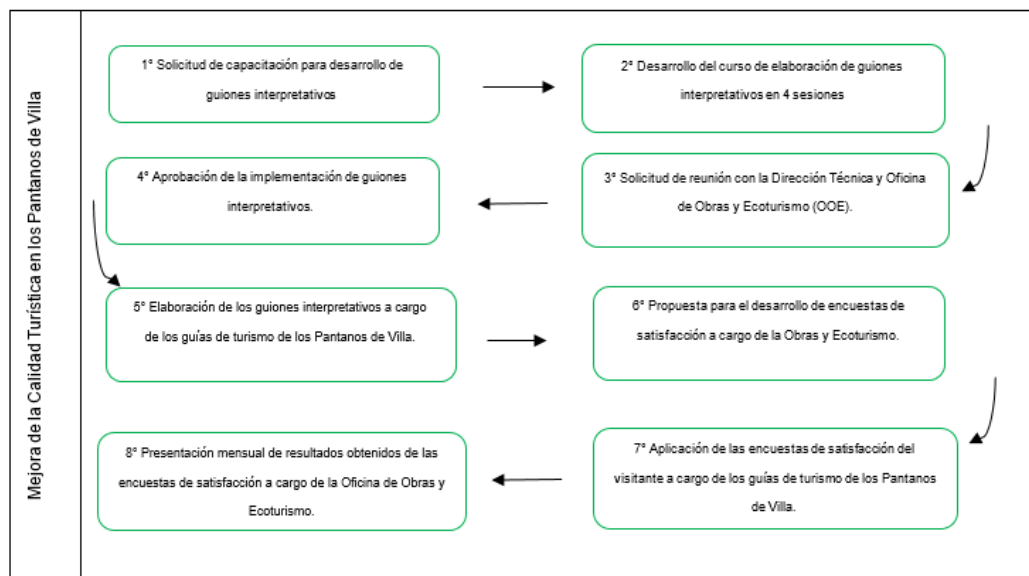 Mejora de la Calidad Turística en los Pantanos de Villa
1° Solicitud de capacitación para desarrollo de
guiones interpretativos
2° Desarrollo del curso de elaboración de guiones
interpretativos en 4 sesiones
3° Solicitud de reunión con la Dirección Técnica y Oficina
de Obras y Ecoturismo (OOE).
4° Aprobación de la implementación de guiones
interpretativos.
5° Elaboración de los guiones interpretativos a cargo
de los guías de turismo de los Pantanos de Villa.
6° Propuesta para el desarrollo de encuestas de
satisfacción a cargo de la Obras y Ecoturismo.
7° Aplicación de las encuestas de satisfacción del
visitante a cargo de los guías de turismo de los Pantanos
de Villa.
8° Presentación mensual de resultados obtenidos de las
encuestas de satisfacción a cargo de la Oficina de Obras y
Ecoturismo.